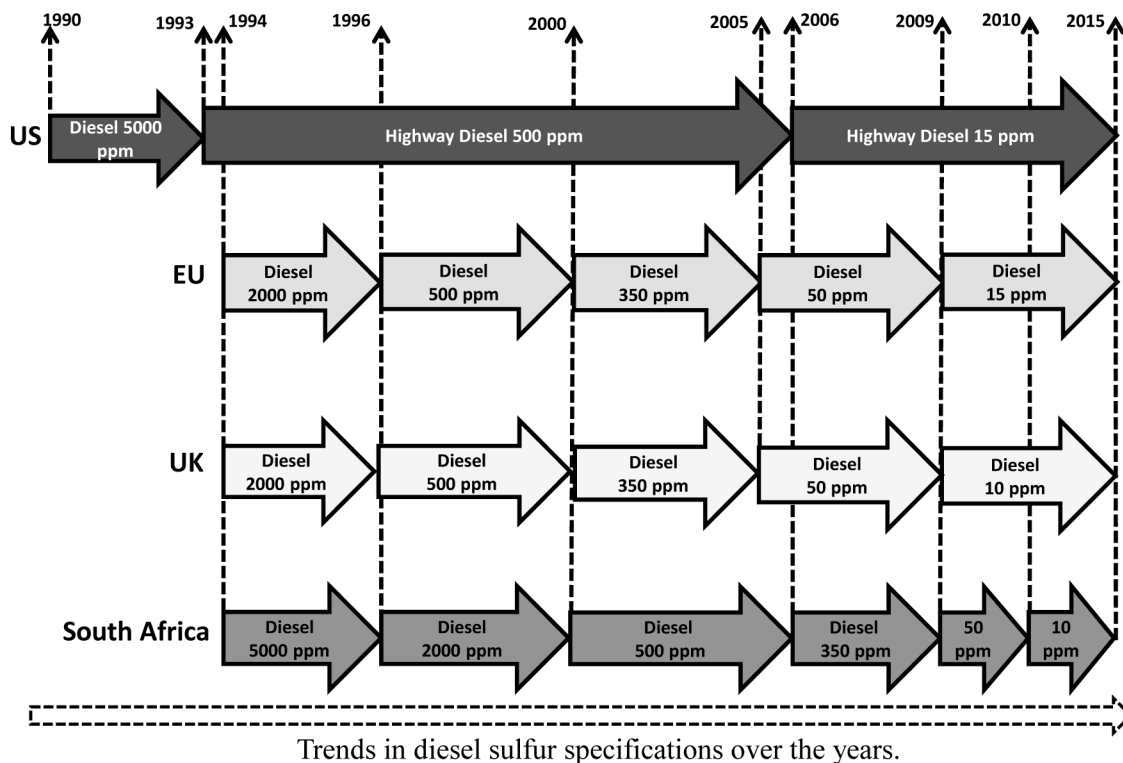 1990 1993 1994 1996 2000 2005 2006 2009 2010 2015
US
Diesel 5000
ppm
Highway Diesel 500 ppm
Highway Diesel 15 ppm
EU
Diesel
2000 ppm
Diesel
500 ppm
Diesel
350 ppm
Diesel
50 ppm
Diesel
15 ppm
UK
Diesel
2000 ppm
Diesel
500 ppm
Diesel
350 ppm
Diesel
50 ppm
Diesel
10 ppm
South Africa
Diesel
5000 ppm
Diesel
2000 ppm
Diesel
500 ppm
Diesel
350 ppm
50
ppm
10
ppm
Trends in diesel sulfur specifications over the years.